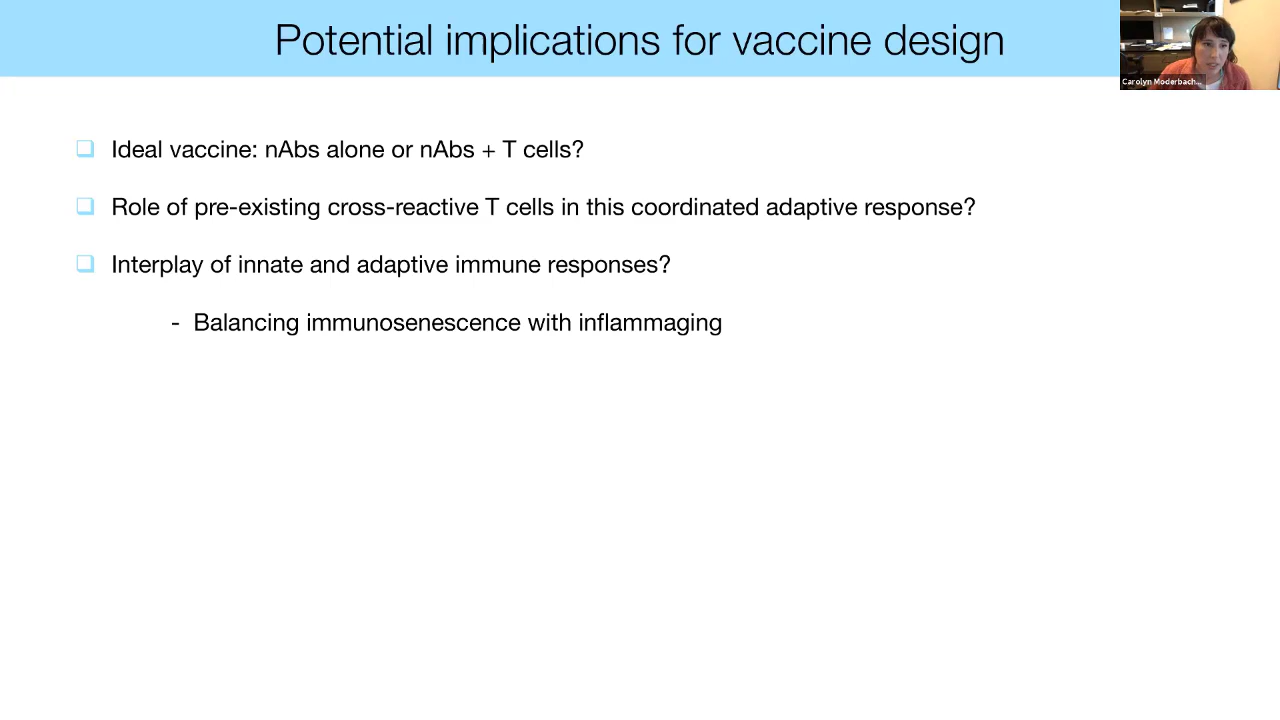 Potential implications for vaccine design
Carolyn Moderbach...
Ideal vaccine: nAbs alone or nAbs + T cells?
Role of pre-existing cross-reactive T cells in this coordinated adaptive response?
Interplay of innate and adaptive immune responses?
- Balancing immunosenescence with inflammaging